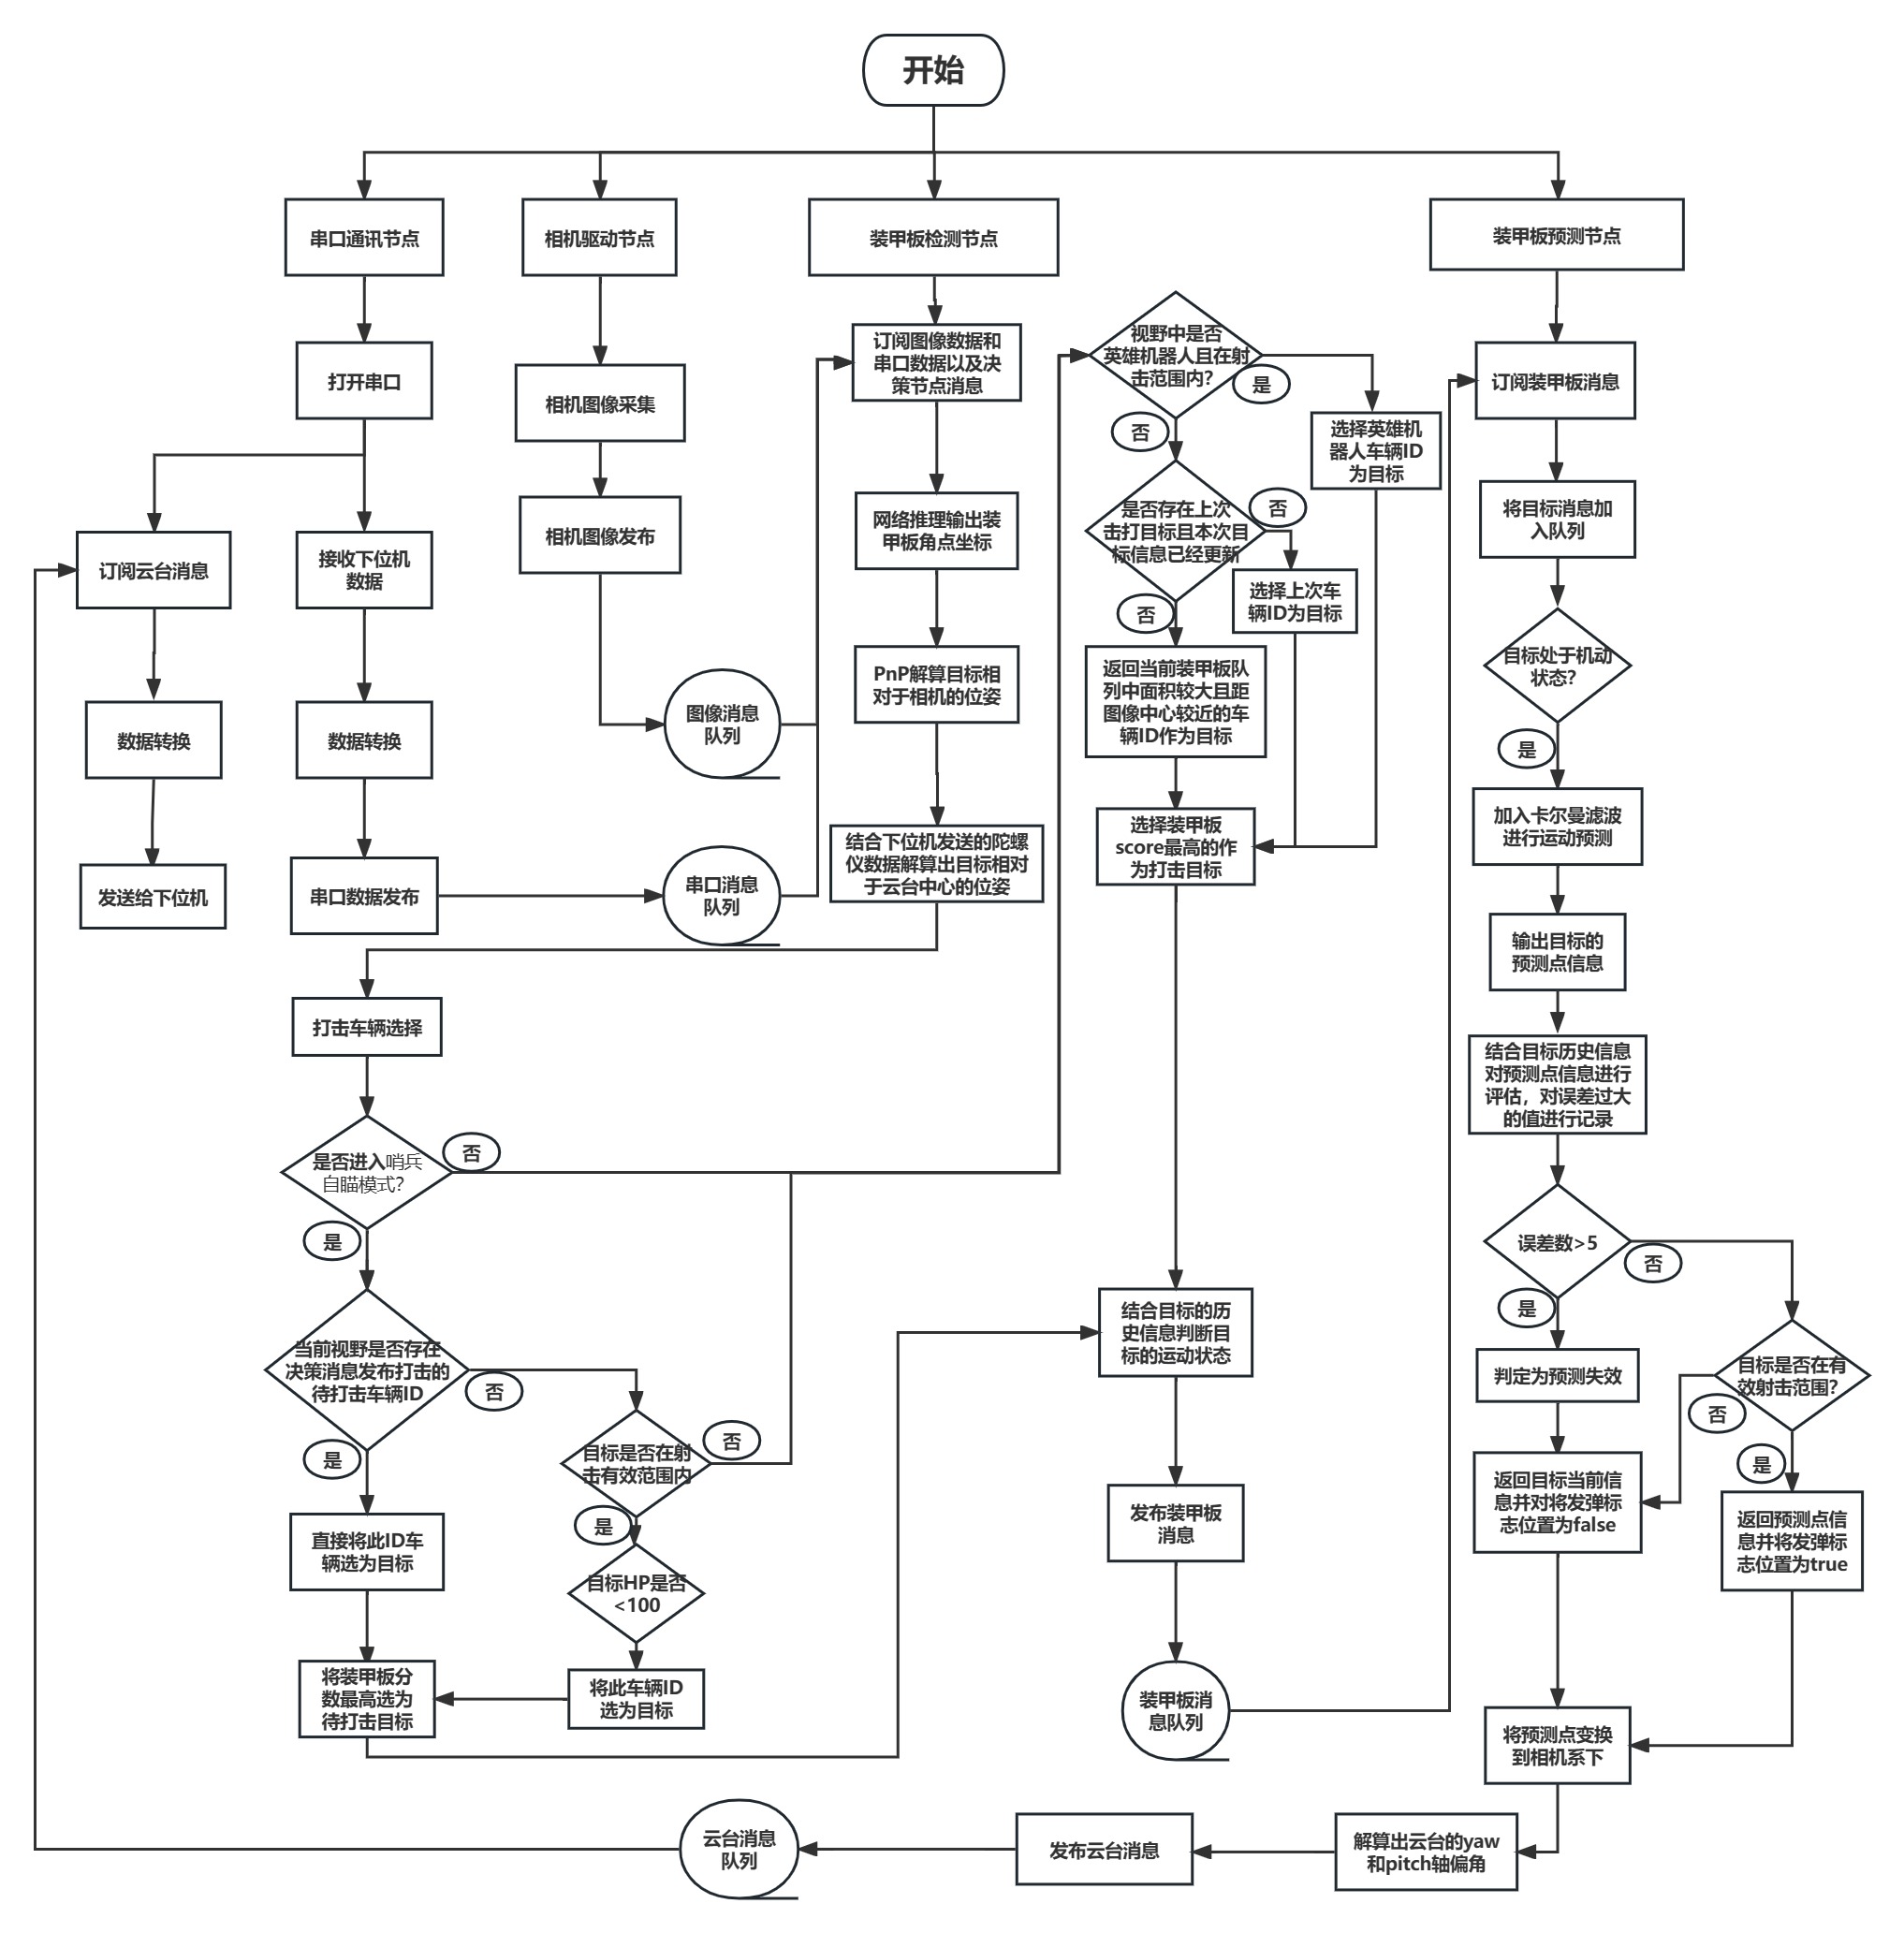 开始
串口通讯节点
相机驱动节点
装甲板检测节点
装甲板预测节点
打开串口
订阅云台消息
数据转换
发送给下位机
接收下位机
数据
数据转换
串口数据发布
相机图像采集
相机图像发布
图像消息
队列
串口消息
队列
订阅图像数据和
串口数据以及决
策节点消息
网络推理输出装
甲板角点坐标
PnP解算目标相
对于相机的位姿
结合下位机发送的陀螺
仪数据解算出目标相对
于云台中心的位姿
打击车辆选择
是否进入哨兵
自瞄模式?
否
是
当前视野是否存在
决策消息发布打击的
待打击车辆ID
否
是
目标是否在射
击有效范围内
否
是
目标HP是否
<100
直接将此ID车
辆选为目标
将此车辆ID
选为目标
将装甲板分
数最高选为
待打击目标
视野中是否
英雄机器人且在射
击范围内?
是
否
选择英雄机
器人车辆ID
为目标
是否存在上次
击打目标且本次目
标信息已经更新
否
否
选择上次车
辆ID为目标
返回当前装甲板队
列中面积较大且距
图像中心较近的车
辆ID作为目标
选择装甲板
score最高的作
为打击目标
结合目标的历
史信息判断目
标的运动状态
发布装甲板
消息
装甲板消
息队列
订阅装甲板消息
将目标消息加
入队列
目标处于机动
状态?
是
加入卡尔曼滤波
进行运动预测
输出目标的
预测点信息
结合目标历史信息
对预测点信息进行
评估，对误差过大
的值进行记录
误差数>5
否
是
判定为预测失效
目标是否在有
效射击范围?
否
是
返回目标当前信
息并对将发弹标
志位置为false
返回预测点信
息并将发弹标
志位置为true
将预测点变换
到相机系下
解算出云台的yaw
和pitch轴偏角
发布云台消息
云台消息
队列